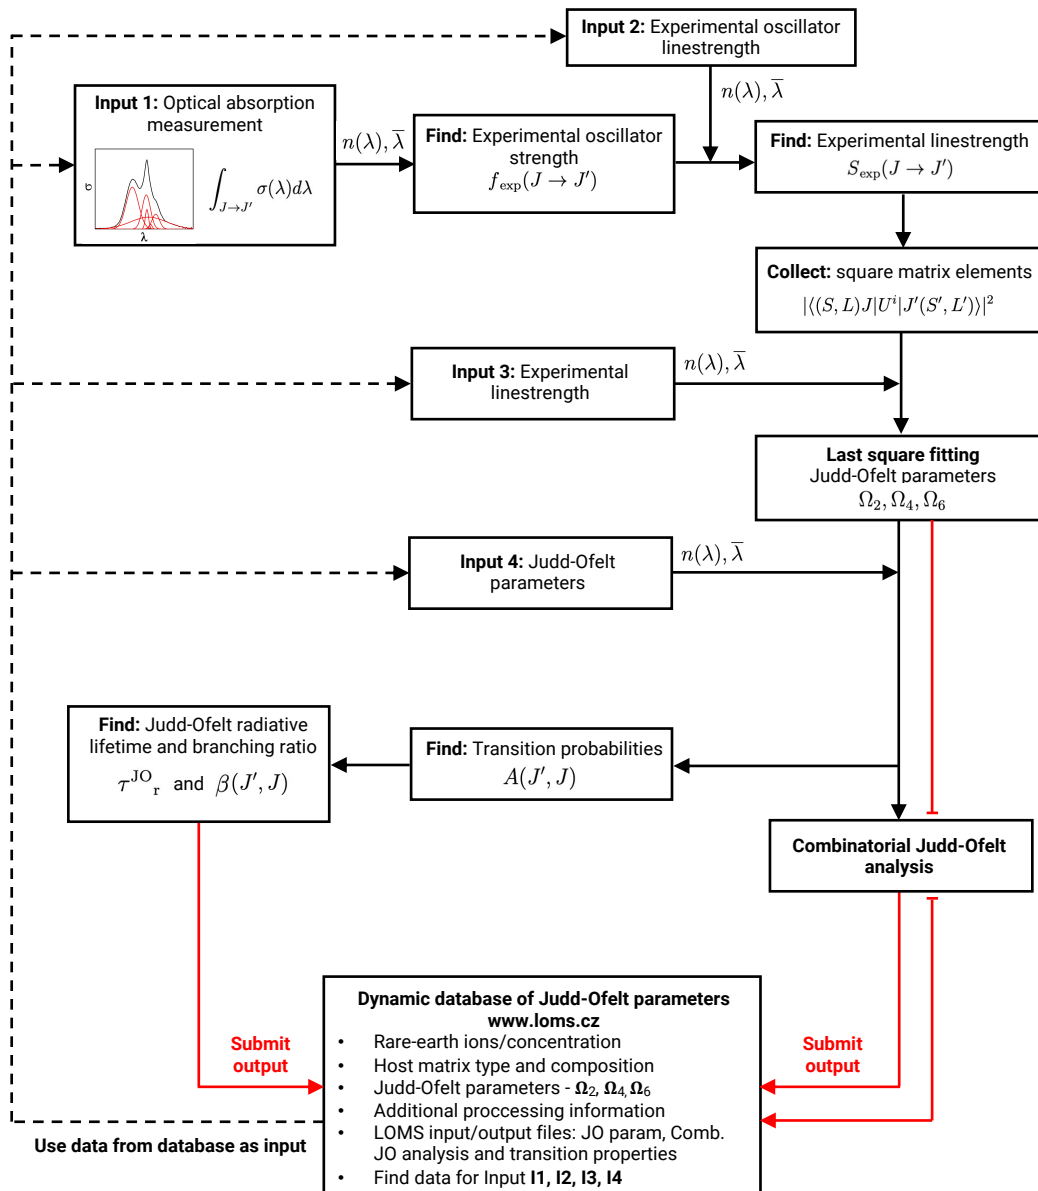 Input 2: Experimental oscillator
linestrength
n(λ), λ̅
Input 1: Optical absorption
measurement
σ
λ
∫_{J→J′} σ(λ)dλ
n(λ), λ̅
Find: Experimental oscillator
strength
f_exp(J → J′)
Find: Experimental linestrength
S_exp(J → J′)
Collect: square matrix elements
|⟨(S, L)J|U^i|J′(S′, L′)⟩|²
Input 3: Experimental
linestrength
n(λ), λ̅
Last square fitting
Judd-Ofelt parameters
Ω₂, Ω₄, Ω₆
Input 4: Judd-Ofelt
parameters
n(λ), λ̅
Find: Judd-Ofelt radiative
lifetime and branching ratio
τ^JO_r and β(J′, J)
Find: Transition probabilities
A(J′, J)
Combinatorial Judd-Ofelt
analysis
Submit
output
Submit
output
Dynamic database of Judd-Ofelt parameters
www.loms.cz
• Rare-earth ions/concentration
• Host matrix type and composition
• Judd-Ofelt parameters - Ω₂, Ω₄, Ω₆
• Additional proccessing information
• LOMS input/output files: JO param, Comb.
JO analysis and transition properties
• Find data for Input I1, I2, I3, I4
Use data from database as input